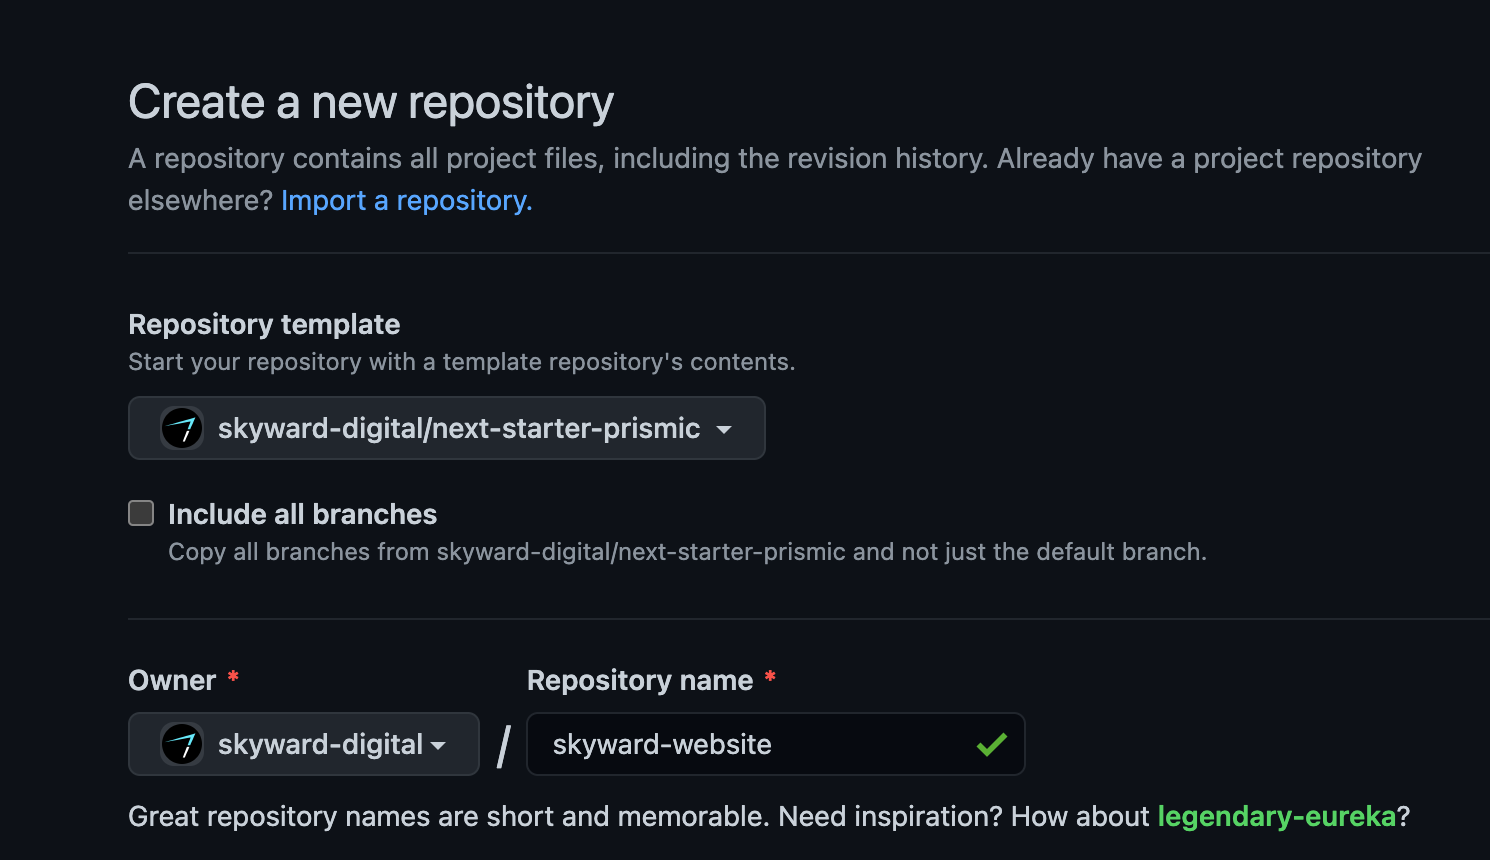 Create a new repository
A repository contains all project files, including the revision history. Already have a project repository
elsewhere? Import a repository.
Repository template
Start your repository with a template repository's contents.
skyward-digital/next-starter-prismic
Include all branches
Copy all branches from skyward-digital/next-starter-prismic and not just the default branch.
Owner * Repository name *
skyward-digital / skyward-website
Great repository names are short and memorable. Need inspiration? How about legendary-eureka?